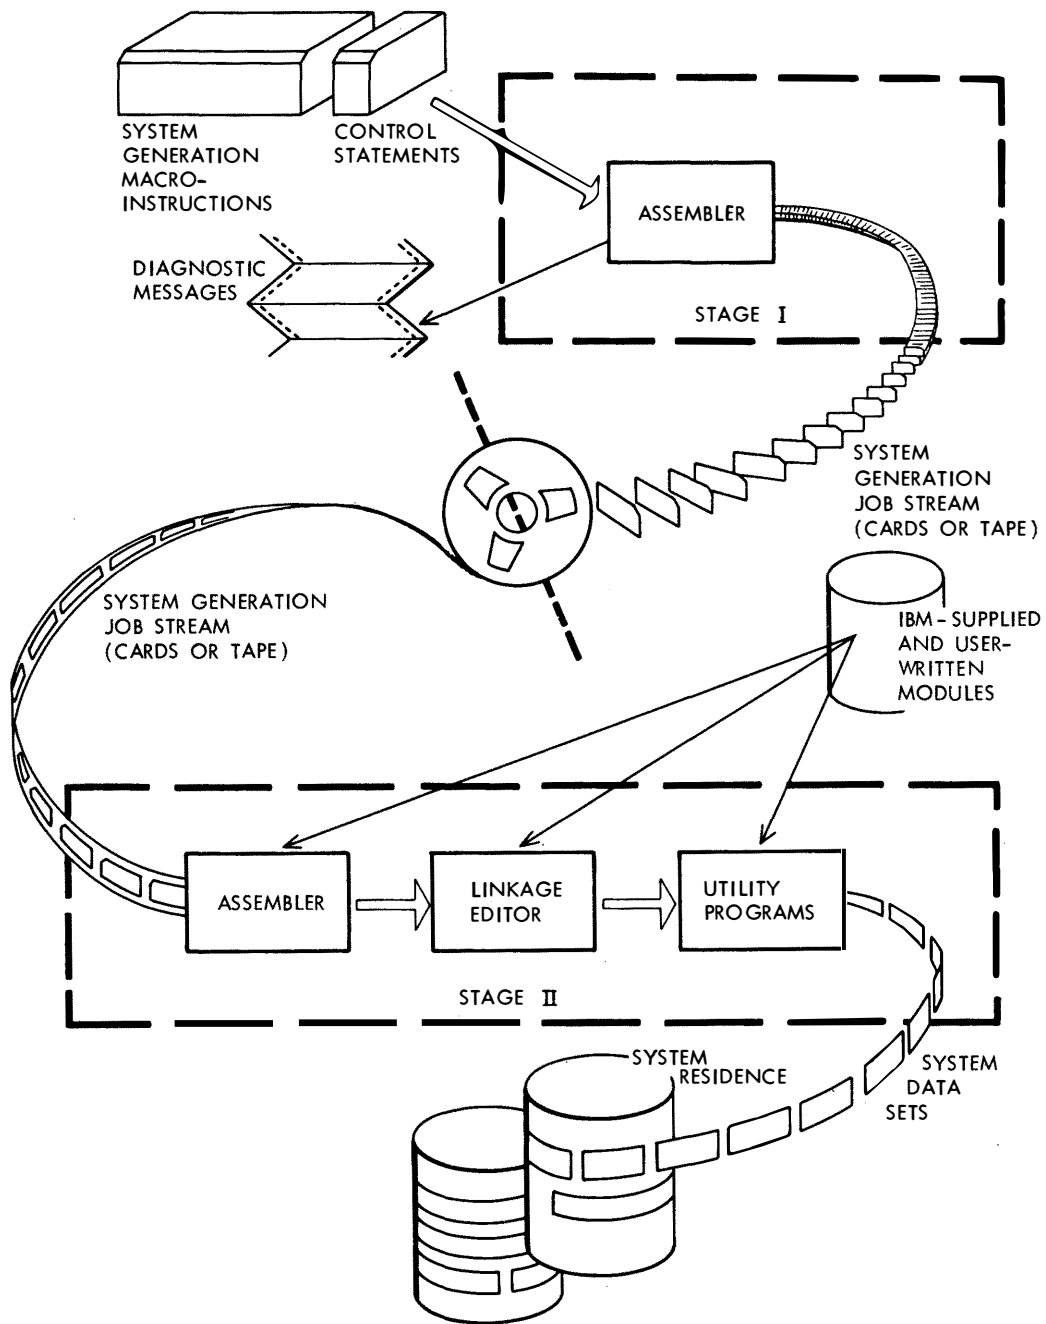 SYSTEM
GENERATION
MACRO-
INSTRUCTIONS
CONTROL
STATEMENTS
ASSEMBLER
DIAGNOSTIC
MESSAGES
STAGE I
SYSTEM
GENERATION
JOB STREAM
(CARDS OR TAPE)
SYSTEM GENERATION
JOB STREAM
(CARDS OR TAPE)
IBM-SUPPLIED
AND USER-
WRITTEN
MODULES
ASSEMBLER
LINKAGE
EDITOR
UTILITY
PROGRAMS
STAGE II
SYSTEM
RESIDENCE
SYSTEM
DATA
SETS